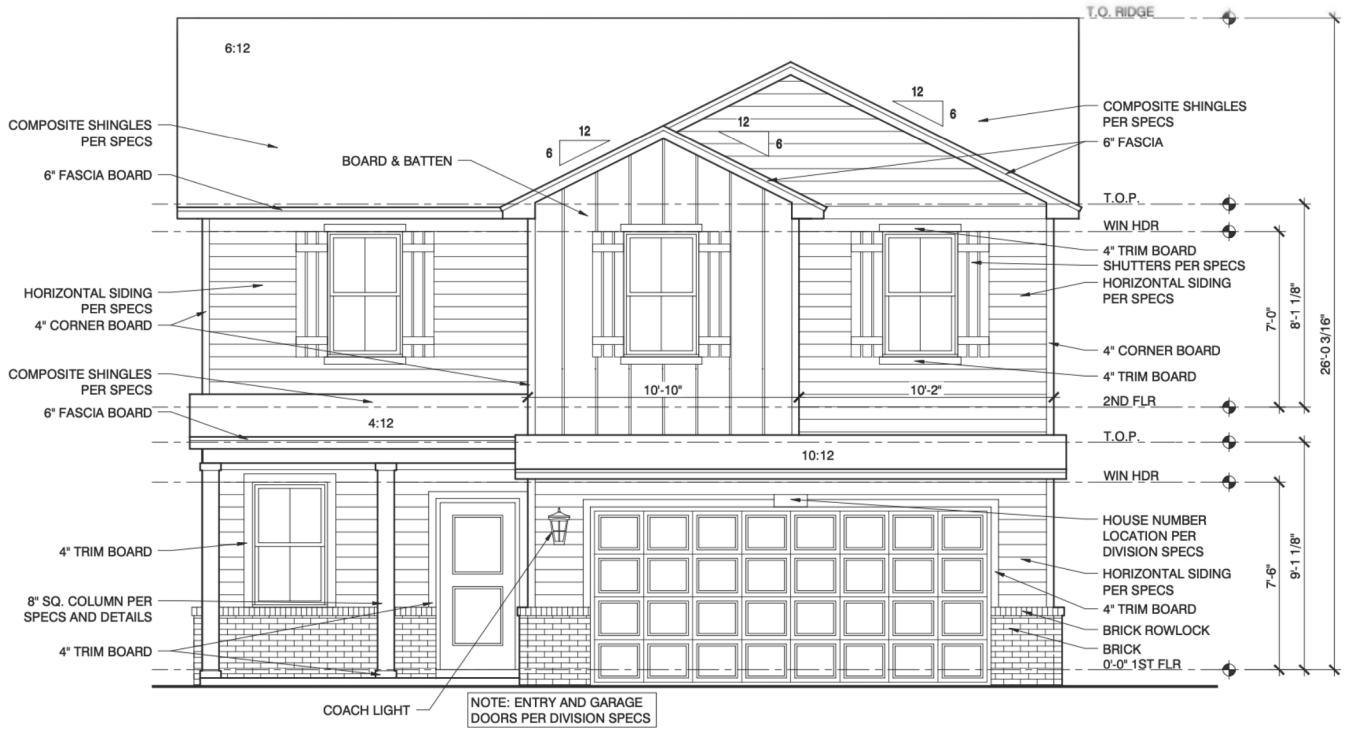 T.O. RIDGE
6:12
12
6
COMPOSITE SHINGLES
PER SPECS
6" FASCIA
COMPOSITE SHINGLES
PER SPECS
12
6
12
6
BOARD & BATTEN
6" FASCIA BOARD
T.O.P.
WIN HDR
4" TRIM BOARD
SHUTTERS PER SPECS
HORIZONTAL SIDING
PER SPECS
HORIZONTAL SIDING
PER SPECS
4" CORNER BOARD
7'-0"
8'-1 1/8"
26'-0 3/16"
4" CORNER BOARD
4" TRIM BOARD
COMPOSITE SHINGLES
PER SPECS
10'-10"
10'-2"
2ND FLR
6" FASCIA BOARD
4:12
T.O.P.
10:12
WIN HDR
HOUSE NUMBER
LOCATION PER
DIVISION SPECS
4" TRIM BOARD
HORIZONTAL SIDING
PER SPECS
7'-6"
9'-1 1/8"
8" SQ. COLUMN PER
SPECS AND DETAILS
4" TRIM BOARD
BRICK ROWLOCK
4" TRIM BOARD
BRICK
0'-0" 1ST FLR
COACH LIGHT
NOTE: ENTRY AND GARAGE
DOORS PER DIVISION SPECS